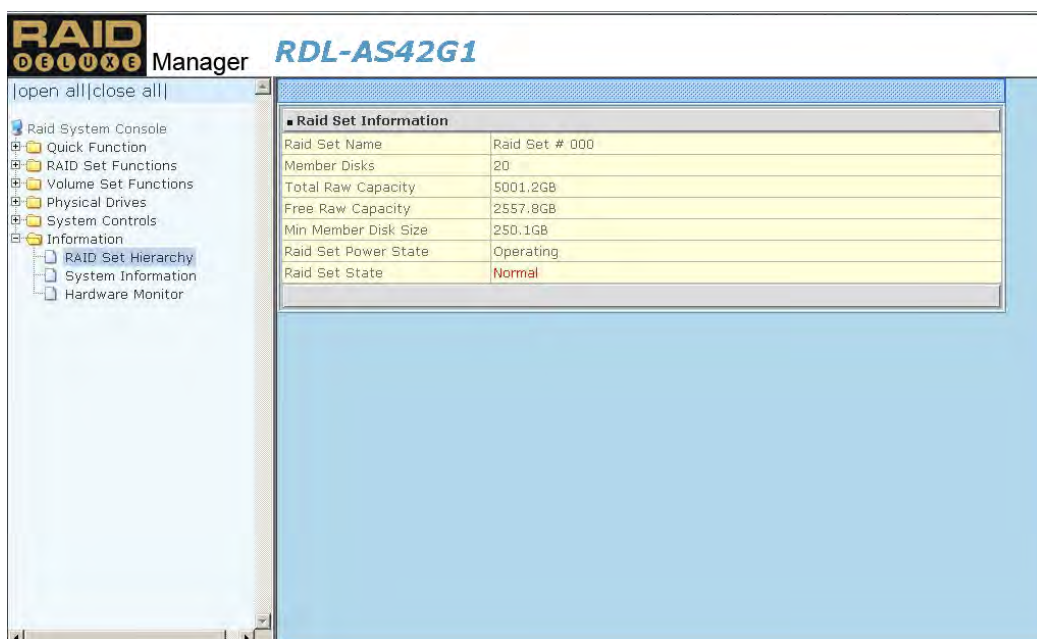 RAID
DELUXE Manager
RDL-AS42G1
|open all|close all|
Raid System Console
Quick Function
RAID Set Functions
Volume Set Functions
Physical Drives
System Controls
Information
RAID Set Hierarchy
System Information
Hardware Monitor
▪ Raid Set Information
Raid Set Name Raid Set # 000
Member Disks 20
Total Raw Capacity 5001.2GB
Free Raw Capacity 2557.8GB
Min Member Disk Size 250.1GB
Raid Set Power State Operating
Raid Set State Normal